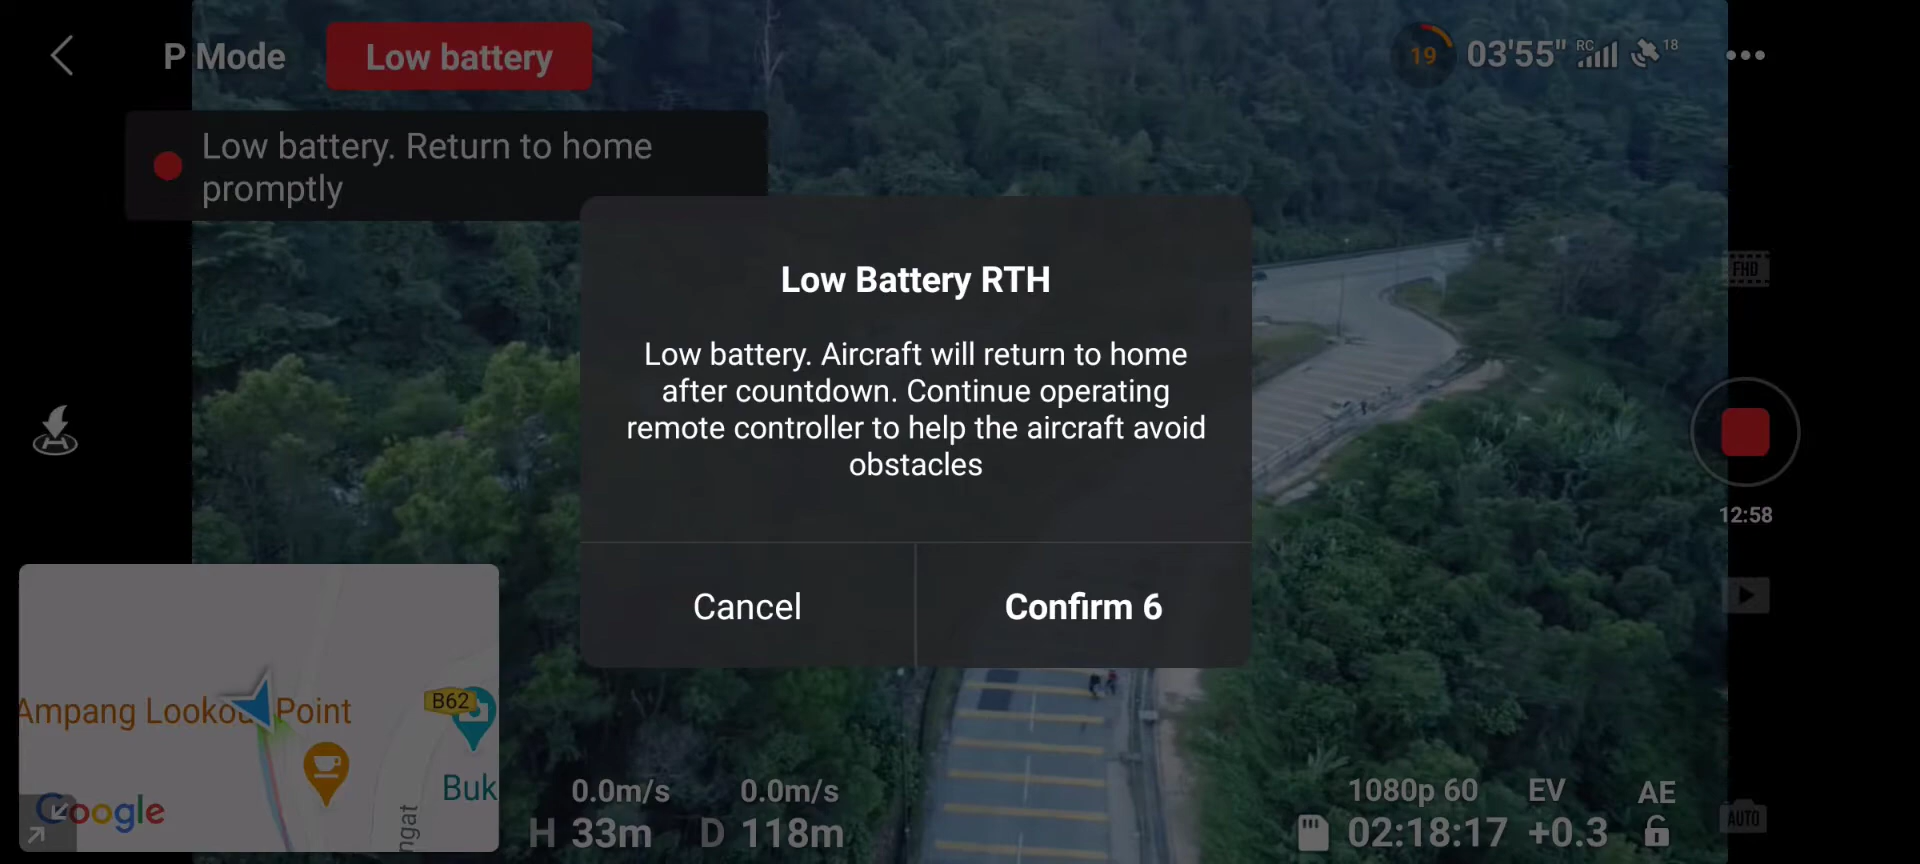 P Mode
Low battery
19
03'55"
RC
18
Low battery. Return to home
promptly
Low Battery RTH
Low battery. Aircraft will return to home
after countdown. Continue operating
remote controller to help the aircraft avoid
obstacles
Cancel
Confirm 6
FHD
12:58
Ampang Lookou Point
B62
Buk
Google
ngat
0.0m/s
0.0m/s
H 33m
D 118m
1080p 60
EV
AE
02:18:17
+0.3
AUTO